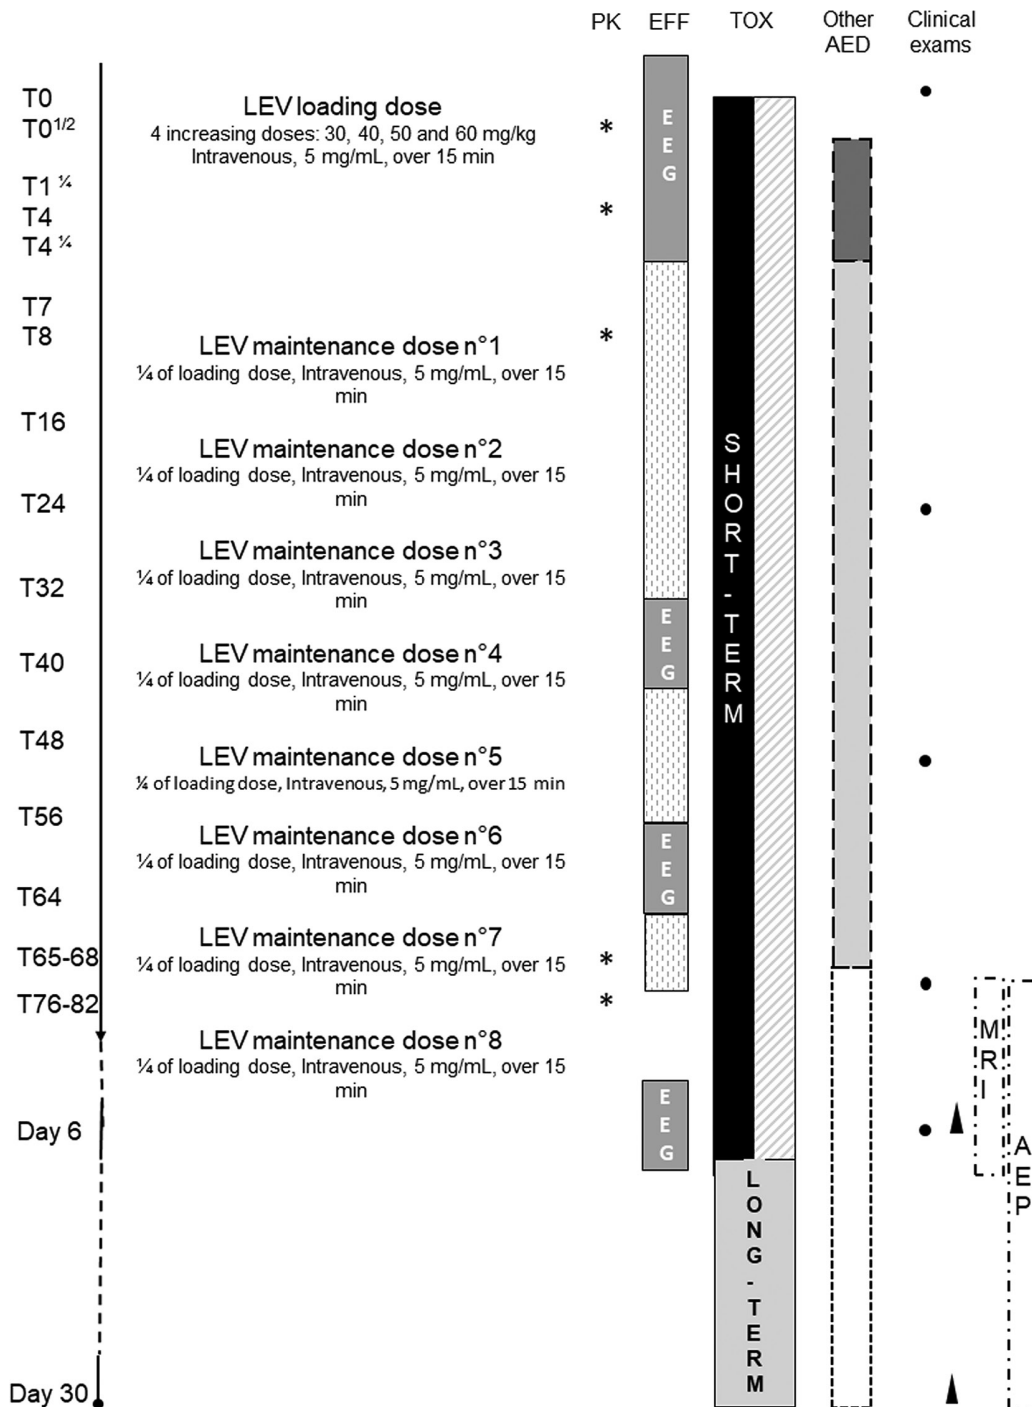 PK EFF TOX Other AED Clinical exams
T0
LEV loading dose
4 increasing doses: 30, 40, 50 and 60 mg/kg
Intravenous, 5 mg/mL, over 15 min
T0 1/2
*
EEG
T1 ¼
T4
*
T4 ¼
T7
T8
*
LEV maintenance dose n°1
¼ of loading dose, Intravenous, 5 mg/mL, over 15
min
T16
LEV maintenance dose n°2
¼ of loading dose, Intravenous, 5 mg/mL, over 15
min
T24
SHORT-TERM
LEV maintenance dose n°3
¼ of loading dose, Intravenous, 5 mg/mL, over 15
min
T32
EEG
LEV maintenance dose n°4
¼ of loading dose, Intravenous, 5 mg/mL, over 15
min
T40
T48
LEV maintenance dose n°5
¼ of loading dose, Intravenous, 5 mg/mL, over 15 min
T56
LEV maintenance dose n°6
¼ of loading dose, Intravenous, 5 mg/mL, over 15
min
EEG
T64
LEV maintenance dose n°7
¼ of loading dose, Intravenous, 5 mg/mL, over 15
min
T65-68
*
T76-82
*
LEV maintenance dose n°8
¼ of loading dose, Intravenous, 5 mg/mL, over 15
min
MRI
EEG
Day 6
AEP
LONG-TERM
Day 30